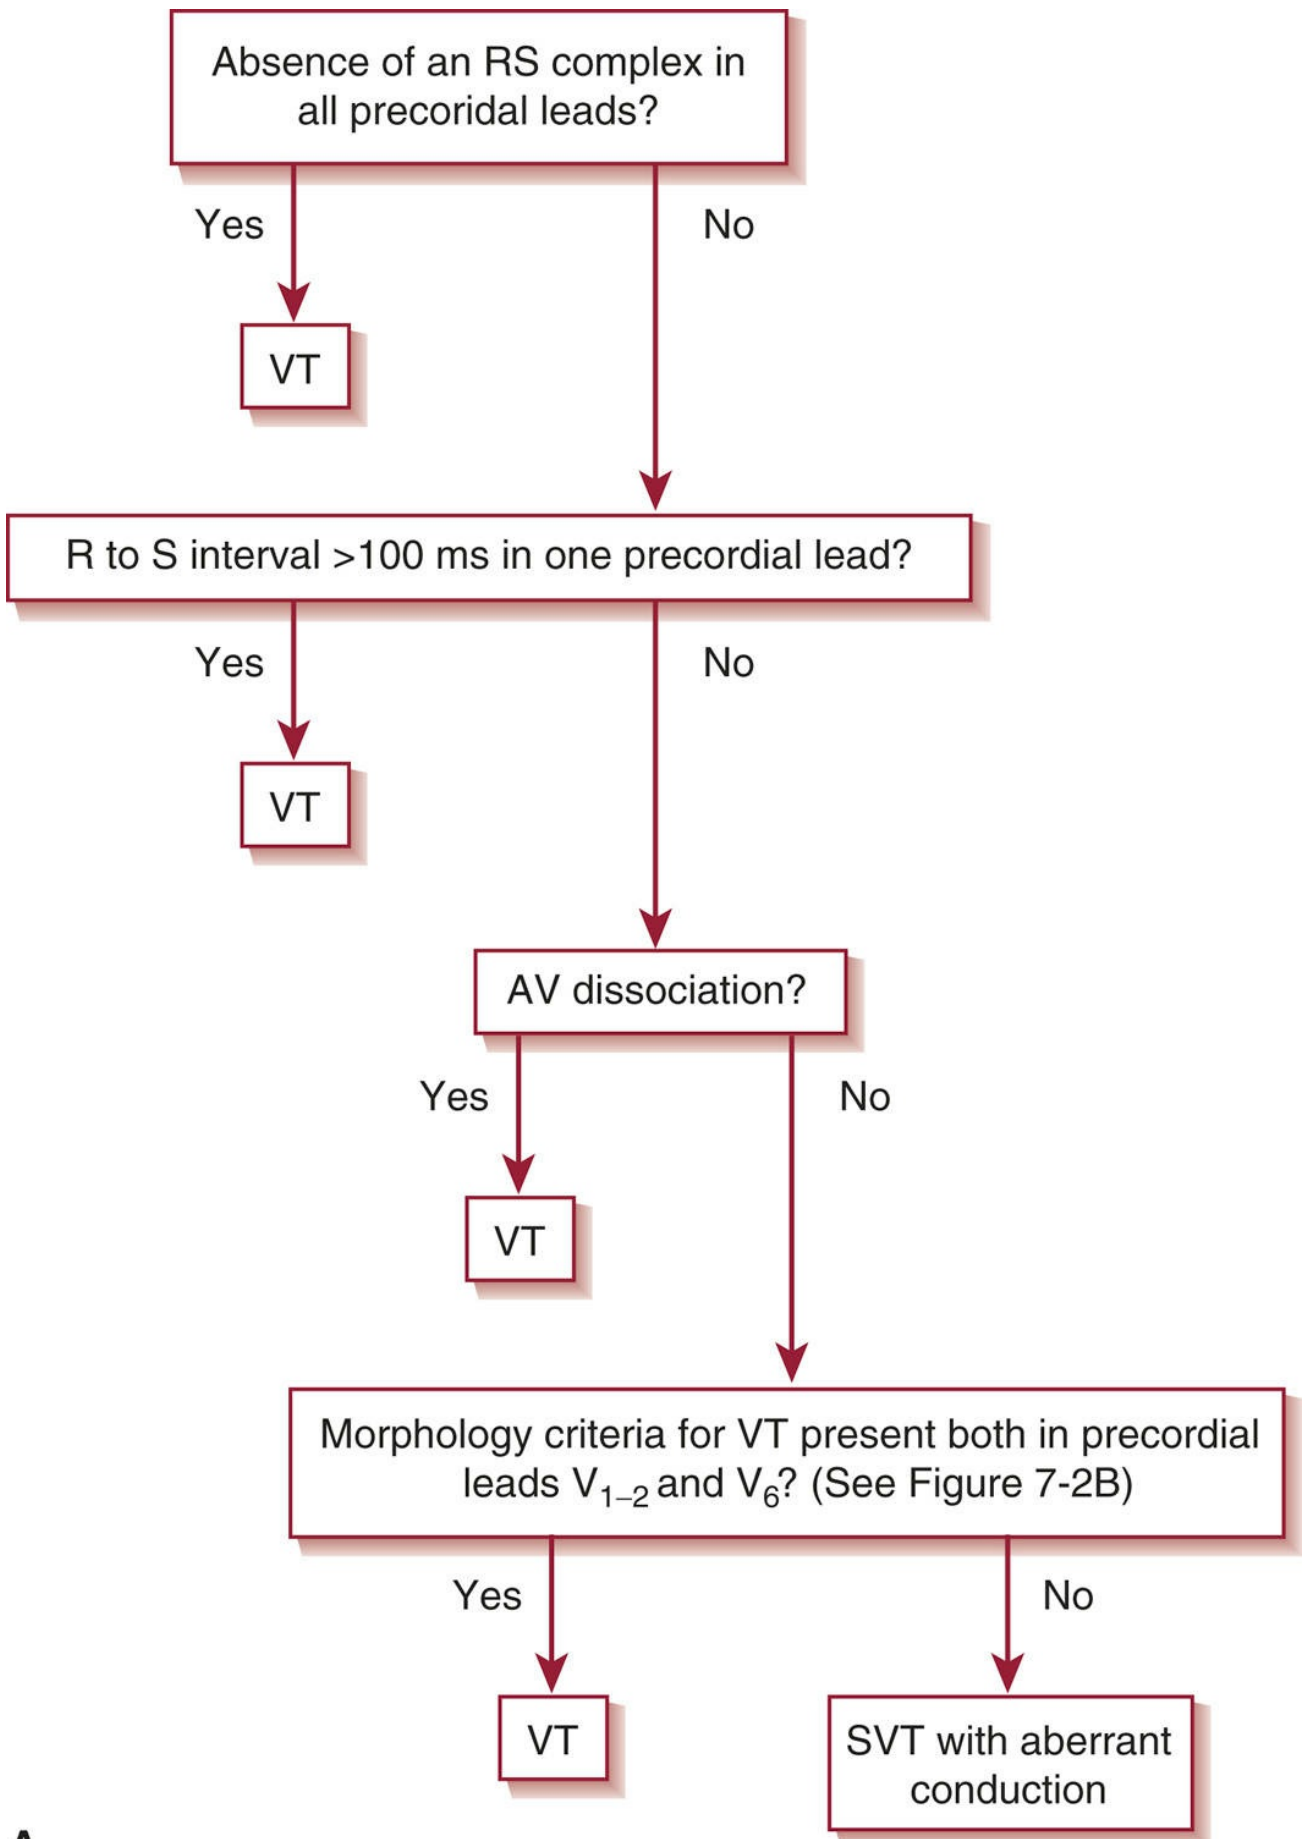 Absence of an RS complex in
all precoridal leads?
Yes
No
VT
R to S interval >100 ms in one precordial lead?
Yes
No
VT
AV dissociation?
Yes
No
VT
Morphology criteria for VT present both in precordial
leads V1–2 and V6? (See Figure 7-2B)
Yes
No
VT
SVT with aberrant
conduction
A